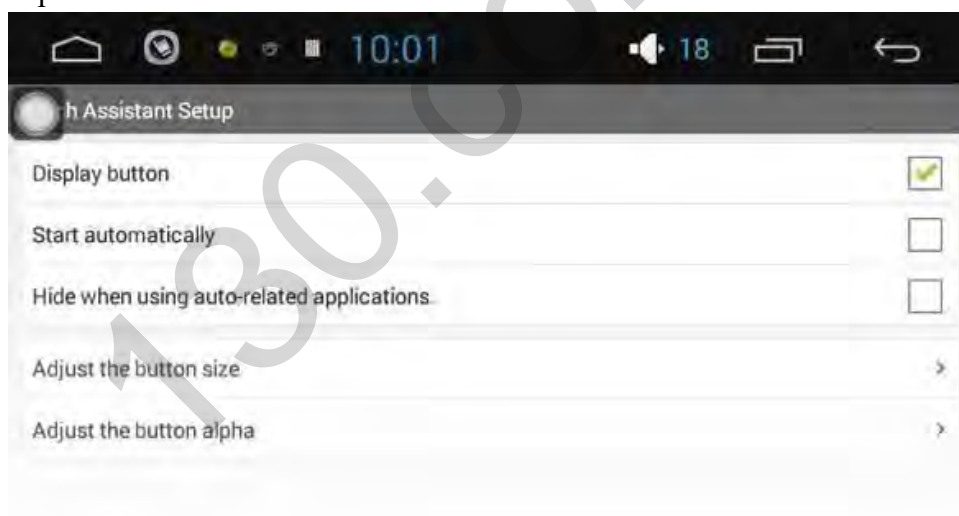 10:01 18
h Assistant Setup
Display button
Start automatically
Hide when using auto-related applications
Adjust the button size
Adjust the button alpha
130.c